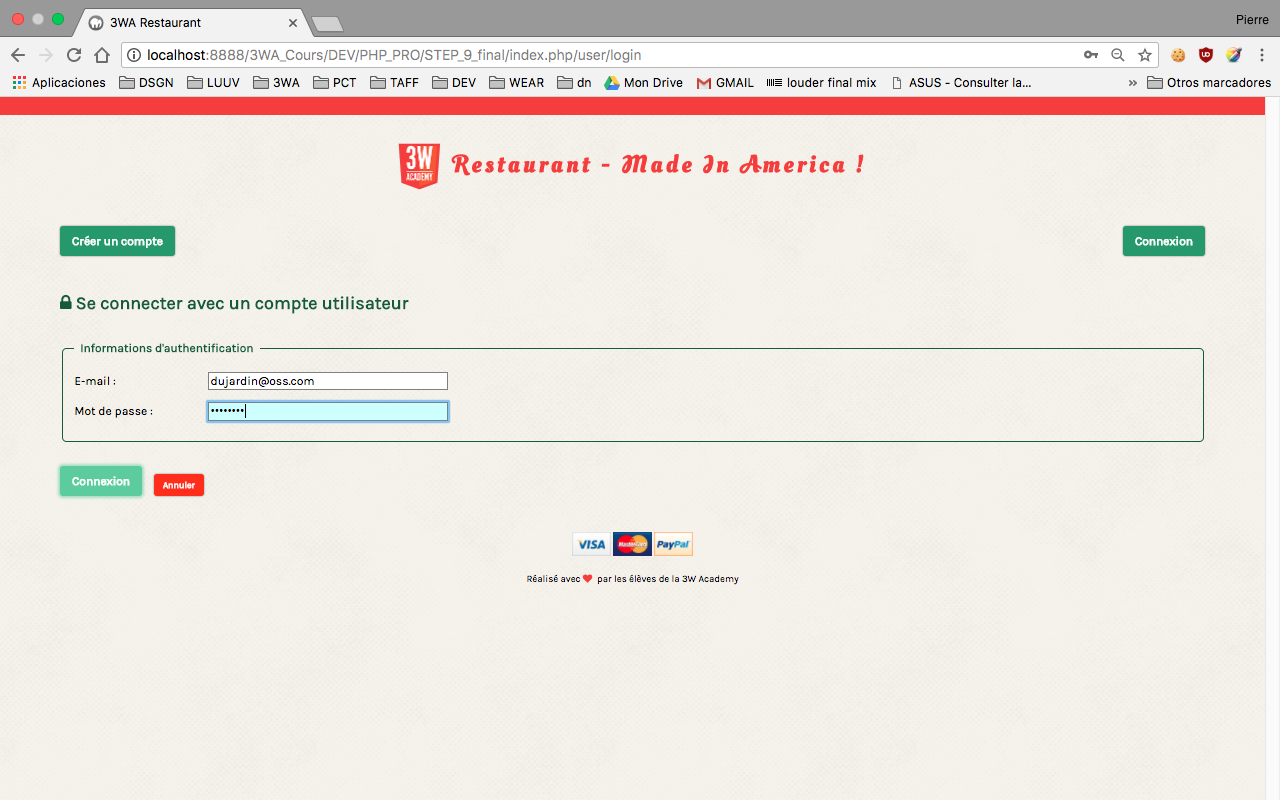 3WA Restaurant
Pierre
localhost:8888/3WA_Cours/DEV/PHP_PRO/STEP_9_final/index.php/user/login
Aplicaciones DSGN LUUV 3WA PCT TAFF DEV WEAR dn Mon Drive GMAIL louder final mix ASUS - Consulter la... » Otros marcadores
3W
ACADEMY
Restaurant - Made In America !
Créer un compte
Connexion
Se connecter avec un compte utilisateur
Informations d'authentification
E-mail : dujardin@oss.com
Mot de passe : ••••••••
Connexion
Annuler
VISA MasterCard PayPal
Réalisé avec ❤ par les élèves de la 3W Academy